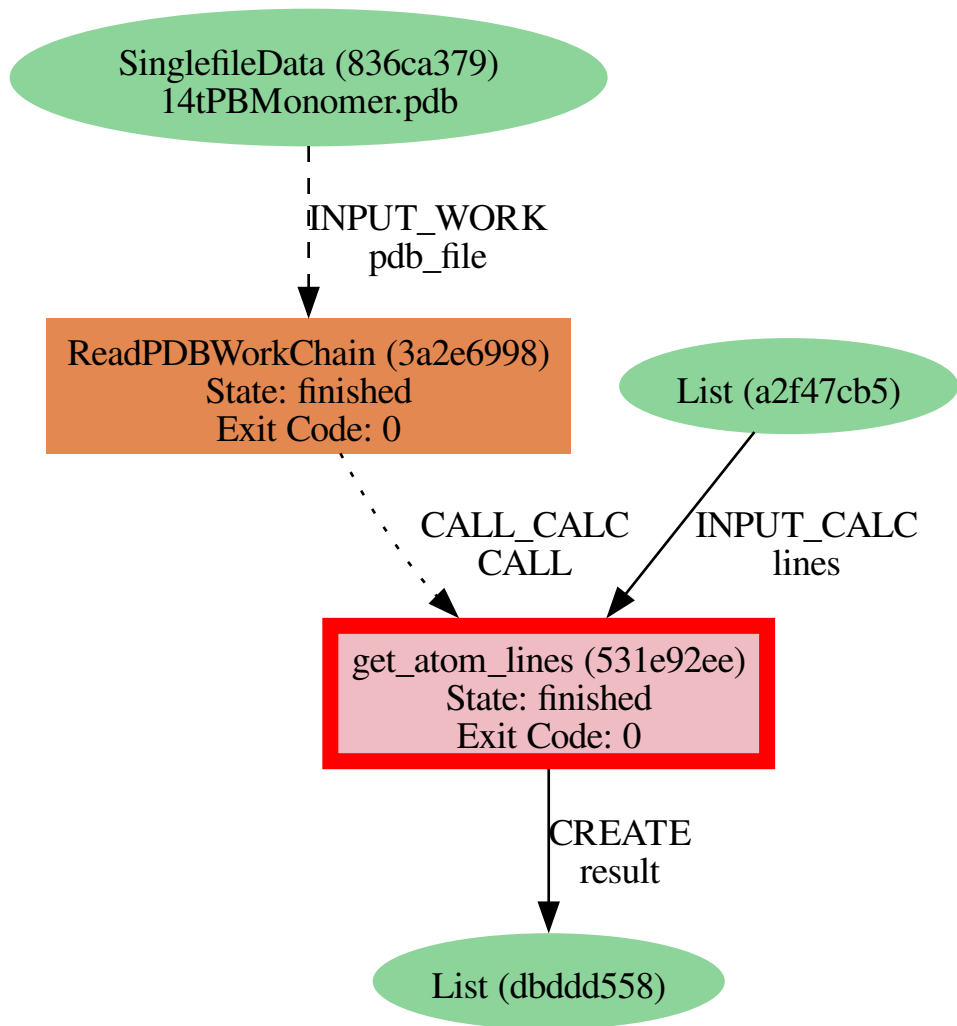 SinglefileData (836ca379)
14tPBMonomer.pdb
INPUT_WORK
pdb_file
ReadPDBWorkChain (3a2e6998)
State: finished
Exit Code: 0
List (a2f47cb5)
CALL_CALC
CALL
INPUT_CALC
lines
get_atom_lines (531e92ee)
State: finished
Exit Code: 0
CREATE
result
List (dbddd558)